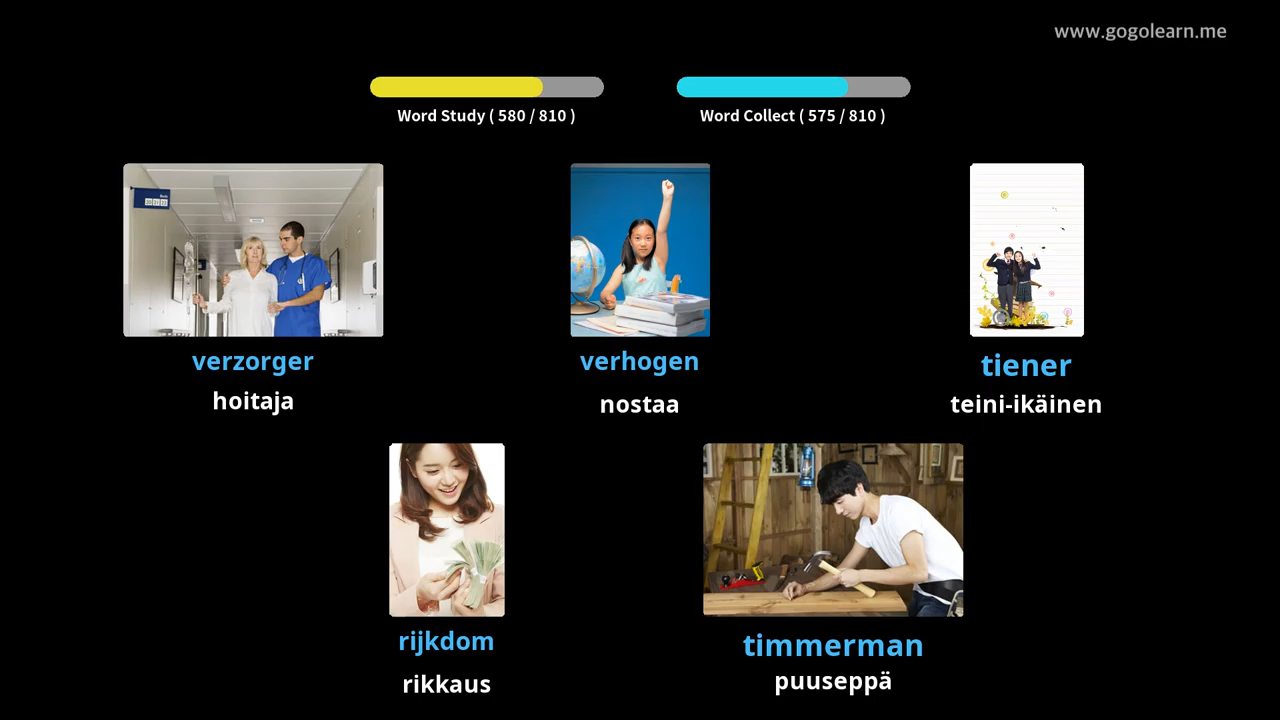 www.gogolearn.me
Word Study ( 580 / 810 )
Word Collect ( 575 / 810 )
verzorger
hoitaja
verhogen
nostaa
tiener
teini-ikäinen
rijkdom
rikkaus
timmerman
puuseppä